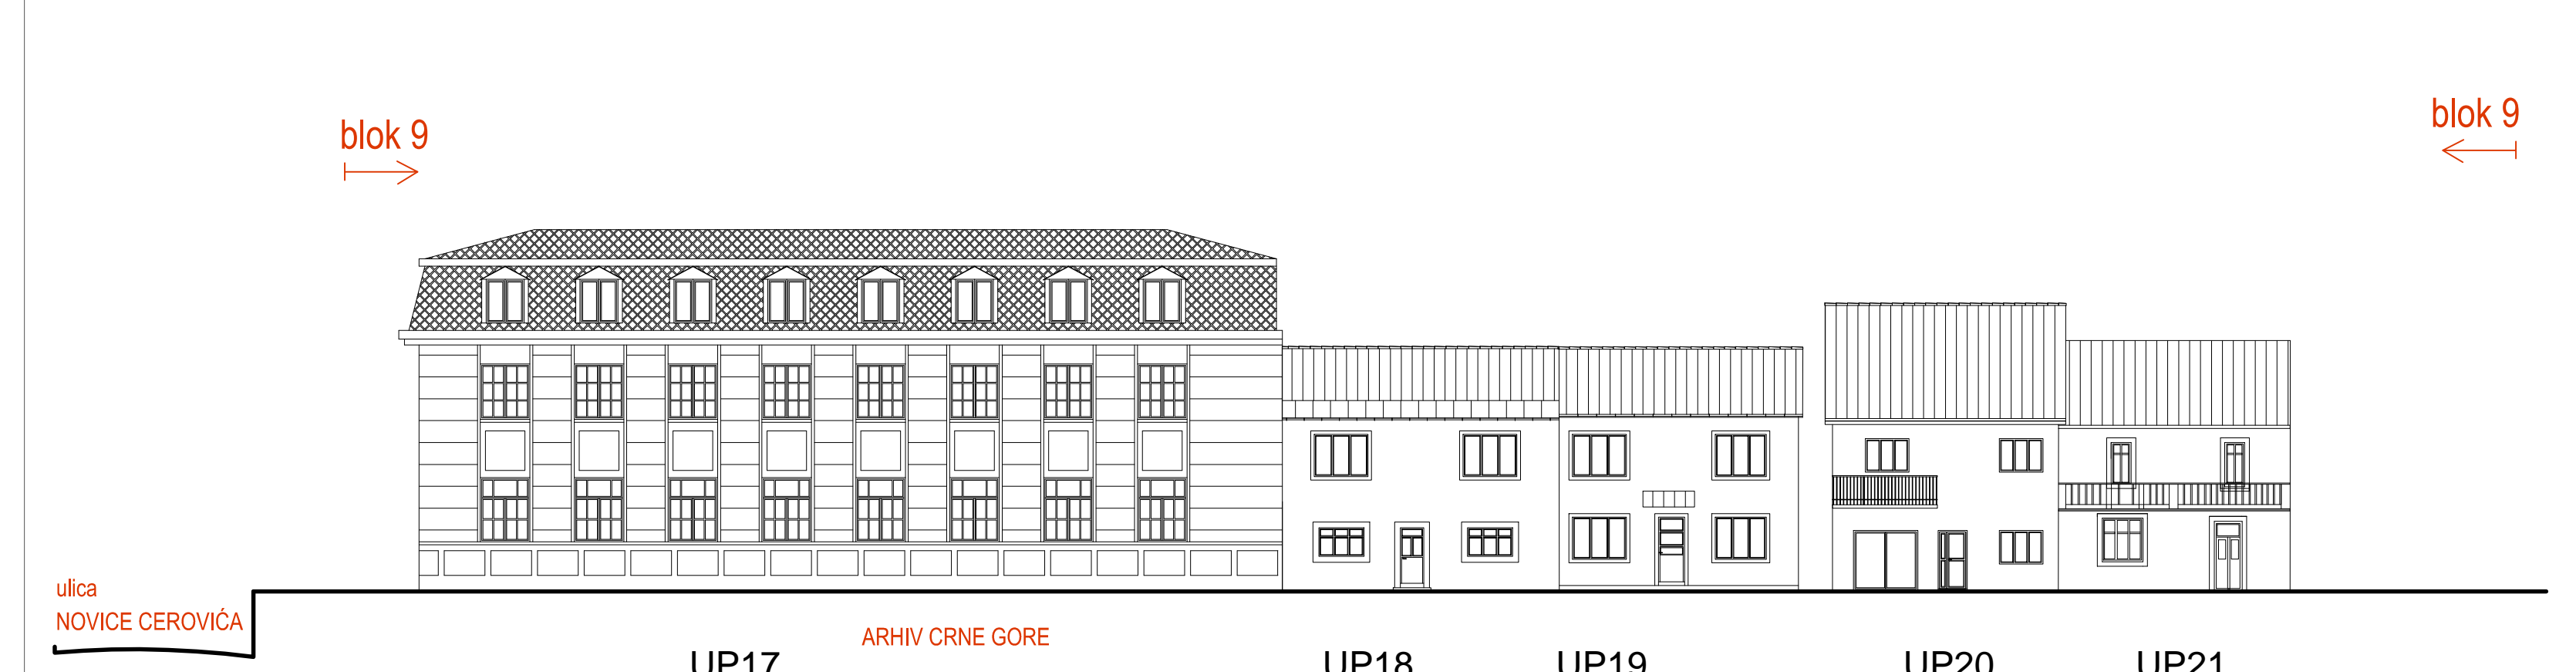 blok 9
blok 9
ulica
NOVICE CEROVIĆA
ARHIV CRNE GORE
UP17
UP18
UP19
UP20
UP21